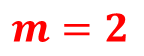 m = 2